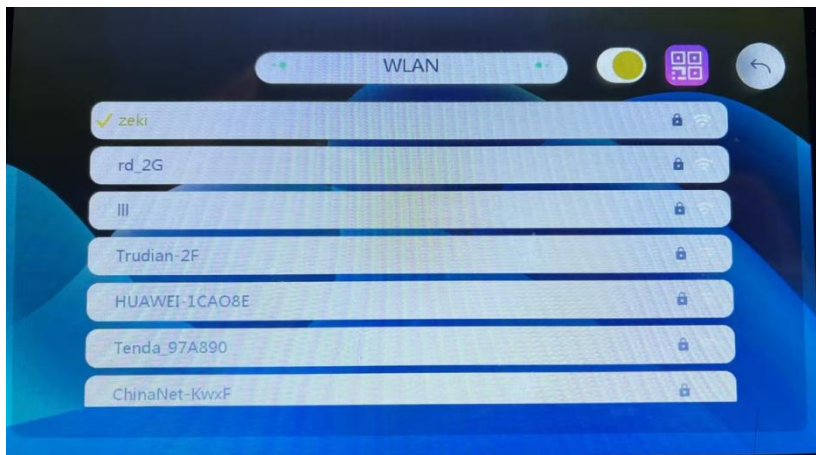 WLAN
zeki
rd_2G
lll
Trudian-2F
HUAWEI-1CAO8E
Tenda_97A890
ChinaNet-KwxF